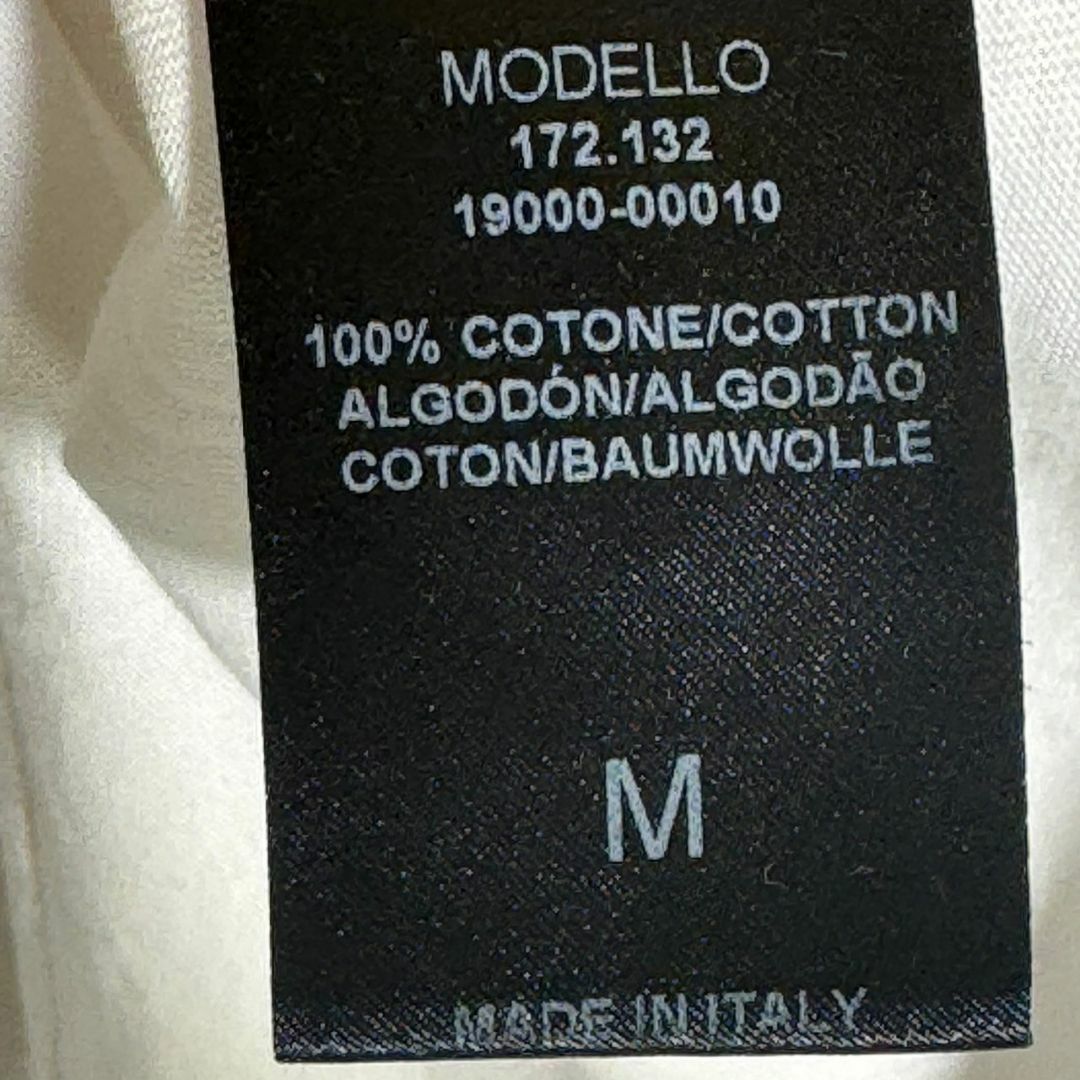 MODELLO
172.132
19000-00010
100% COTONE/COTTON
ALGODÓN/ALGODÃO
COTON/BAUMWOLLE
M
MADE IN ITALY